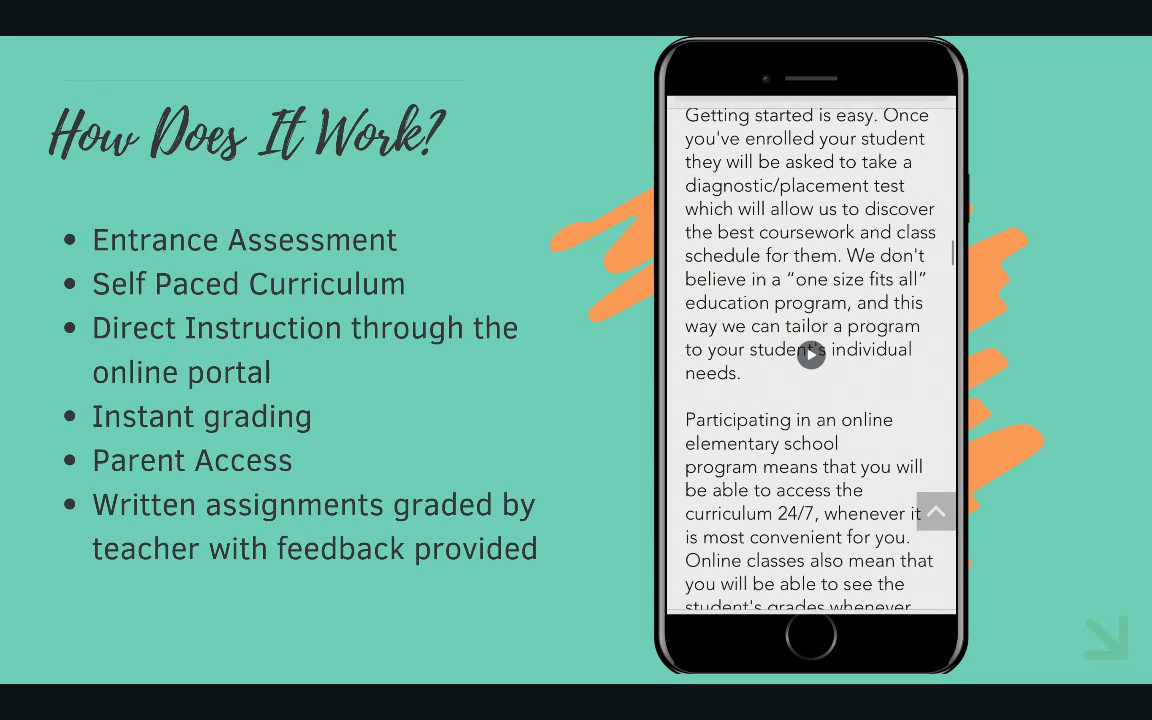 How Does It Work?
• Entrance Assessment
• Self Paced Curriculum
• Direct Instruction through the
online portal
• Instant grading
• Parent Access
• Written assignments graded by
teacher with feedback provided
Getting started is easy. Once
you've enrolled your student
they will be asked to take a
diagnostic/placement test
which will allow us to discover
the best coursework and class
schedule for them. We don't
believe in a “one size fits all”
education program, and this
way we can tailor a program
to your student's individual
needs.
Participating in an online
elementary school
program means that you will
be able to access the
curriculum 24/7, whenever it
is most convenient for you.
Online classes also mean that
you will be able to see the
student's grades whenever